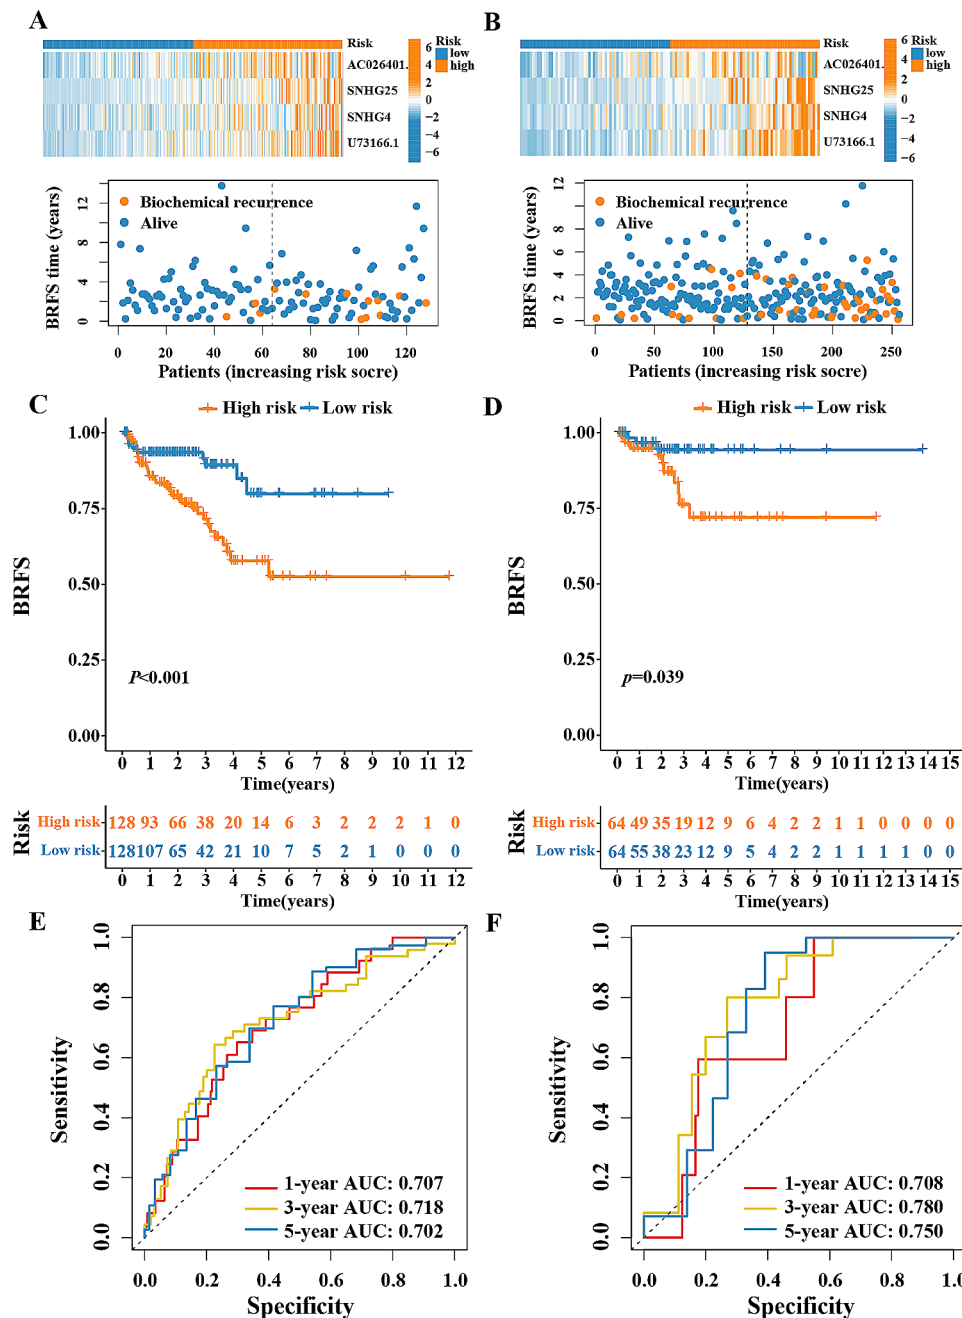 A
Risk
AC026401.
SNHG25
SNHG4
U73166.1
6
4
2
0
−2
−4
−6
Risk
low
high
B
Risk
AC026401.
SNHG25
SNHG4
U73166.1
6
4
2
0
−2
−4
−6
Risk
low
high
BRFS time (years)
12
8
4
0
Biochemical recurrence
Alive
0 20 40 60 80 100 120
Patients (increasing risk socre)
BRFS time (years)
12
10
8
6
4
2
0
Biochemical recurrence
Alive
0 50 100 150 200 250
Patients (increasing risk socre)
C
High risk Low risk
BRFS
1.00
0.75
0.50
0.25
0.00
P<0.001
0 1 2 3 4 5 6 7 8 9 10 11 12
Time(years)
Risk
High risk 128 93 66 38 20 14 6 3 2 2 2 1 0
Low risk 128 107 65 42 21 10 7 5 2 1 0 0 0
0 1 2 3 4 5 6 7 8 9 10 11 12
Time(years)
D
High risk Low risk
BRFS
1.00
0.75
0.50
0.25
0.00
p=0.039
0 1 2 3 4 5 6 7 8 9 10 11 12 13 14 15
Time(years)
Risk
High risk 64 49 35 19 12 9 6 4 2 2 1 1 0 0 0 0
Low risk 64 55 38 23 12 9 5 4 2 2 1 1 1 1 0 0
0 1 2 3 4 5 6 7 8 9 10 11 12 13 14 15
Time(years)
E
Sensitivity
1.0
0.8
0.6
0.4
0.2
0.0
1-year AUC: 0.707
3-year AUC: 0.718
5-year AUC: 0.702
0.0 0.2 0.4 0.6 0.8 1.0
Specificity
F
Sensitivity
1.0
0.8
0.6
0.4
0.2
0.0
1-year AUC: 0.708
3-year AUC: 0.780
5-year AUC: 0.750
0.0 0.2 0.4 0.6 0.8 1.0
Specificity